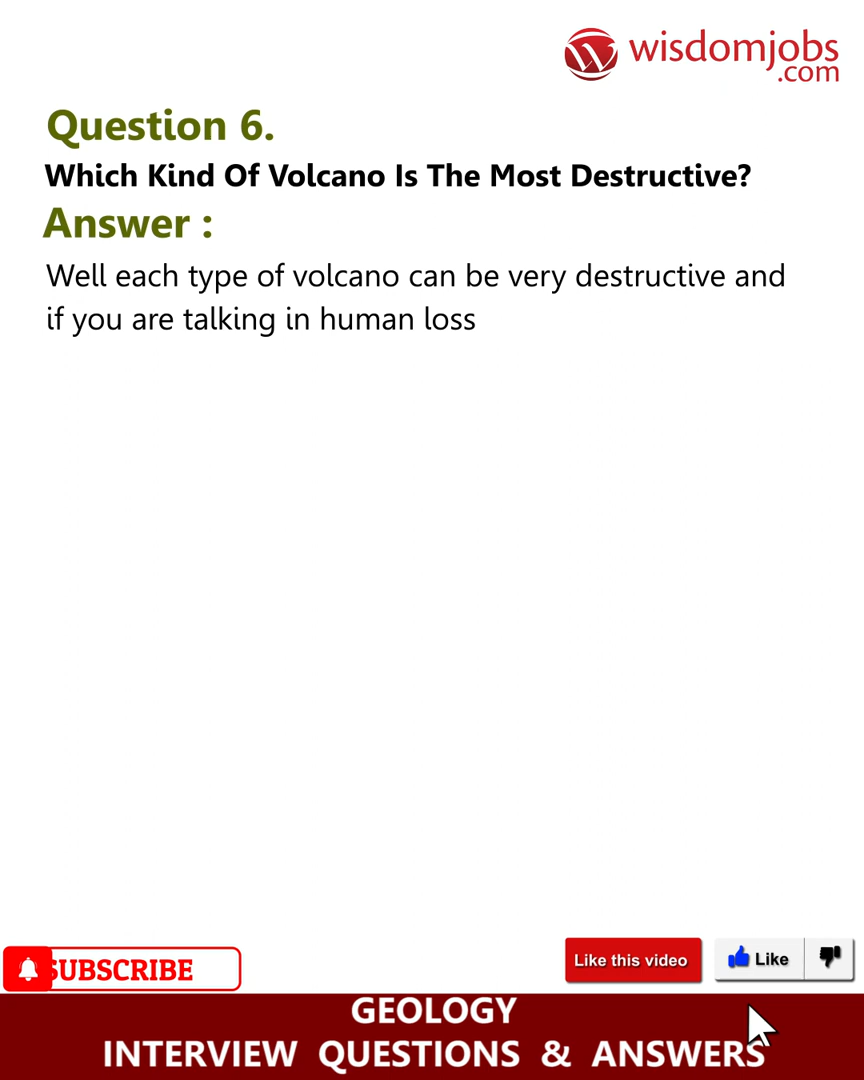 wisdomjobs
.com
Question 6.
Which Kind Of Volcano Is The Most Destructive?
Answer :
Well each type of volcano can be very destructive and
if you are talking in human loss
SUBSCRIBE
Like this video
Like
GEOLOGY
INTERVIEW QUESTIONS & ANSWERS